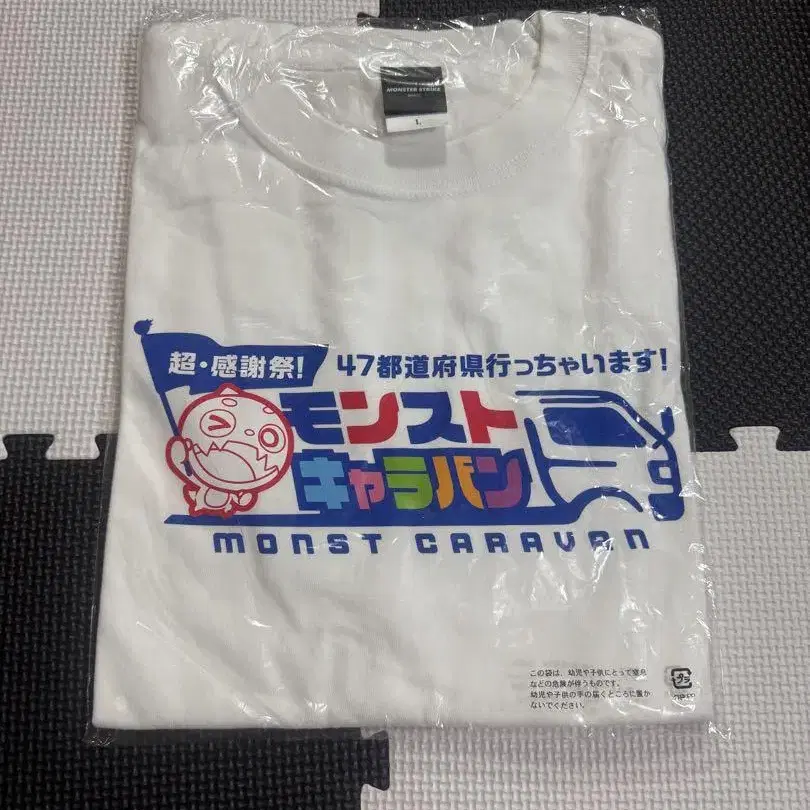 MONSTER STRIKE
L
超・感謝祭! 47都道府県行っちゃいます!
モンスト
キャラバン
MONST CARAVAN
この袋は、幼児や子供にとって窒息
などの危険が伴うものです。
幼児や子供の手の届くところに置か
ないでください。
プラ